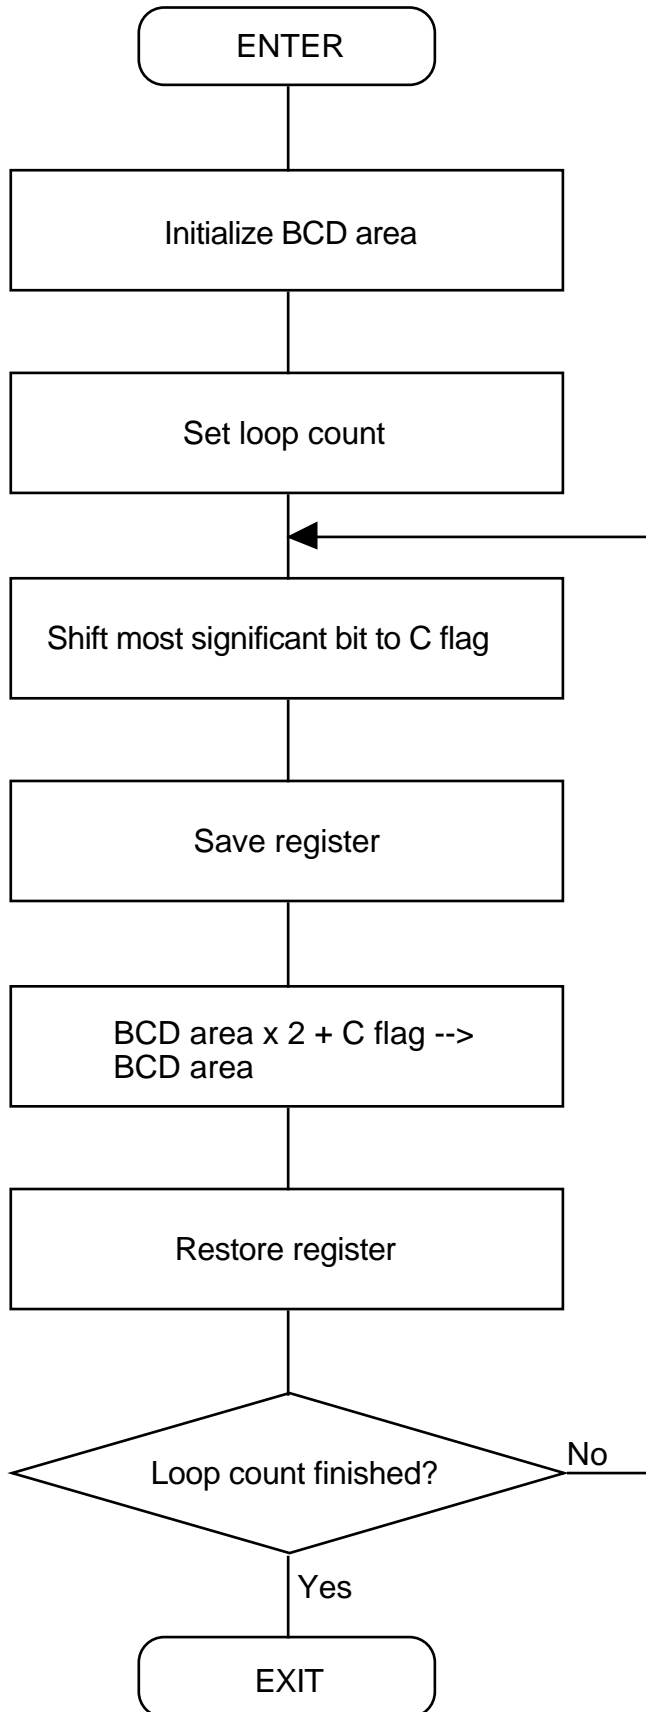 ENTER
Initialize BCD area
Set loop count
Shift most significant bit to C flag
Save register
BCD area x 2 + C flag -->
BCD area
Restore register
Loop count finished?
No
Yes
EXIT